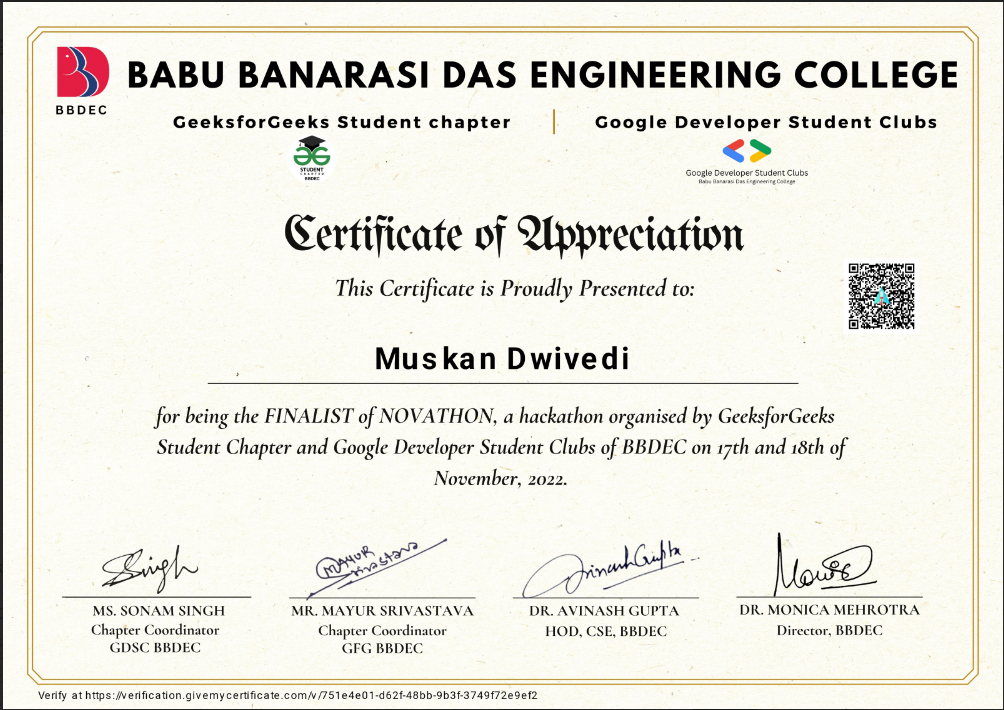 BABU BANARASI DAS ENGINEERING COLLEGE
BBDEC
GeeksforGeeks Student chapter
Google Developer Student Clubs
STUDENT
CHAPTER
BBDEC
Google Developer Student Clubs
Babu Banarasi Das Engineering College
Certificate of Appreciation
This Certificate is Proudly Presented to:
Muskan Dwivedi
for being the FINALIST of NOVATHON, a hackathon organised by GeeksforGeeks
Student Chapter and Google Developer Student Clubs of BBDEC on 17th and 18th of
November, 2022.
Singh
MAYUR
Srivastava
Avinash Gupta
MS. SONAM SINGH
Chapter Coordinator
GDSC BBDEC
MR. MAYUR SRIVASTAVA
Chapter Coordinator
GFG BBDEC
DR. AVINASH GUPTA
HOD, CSE, BBDEC
DR. MONICA MEHROTRA
Director, BBDEC
Verify at https://verification.givemycertificate.com/v/751e4e01-d62f-48bb-9b3f-3749f72e9ef2